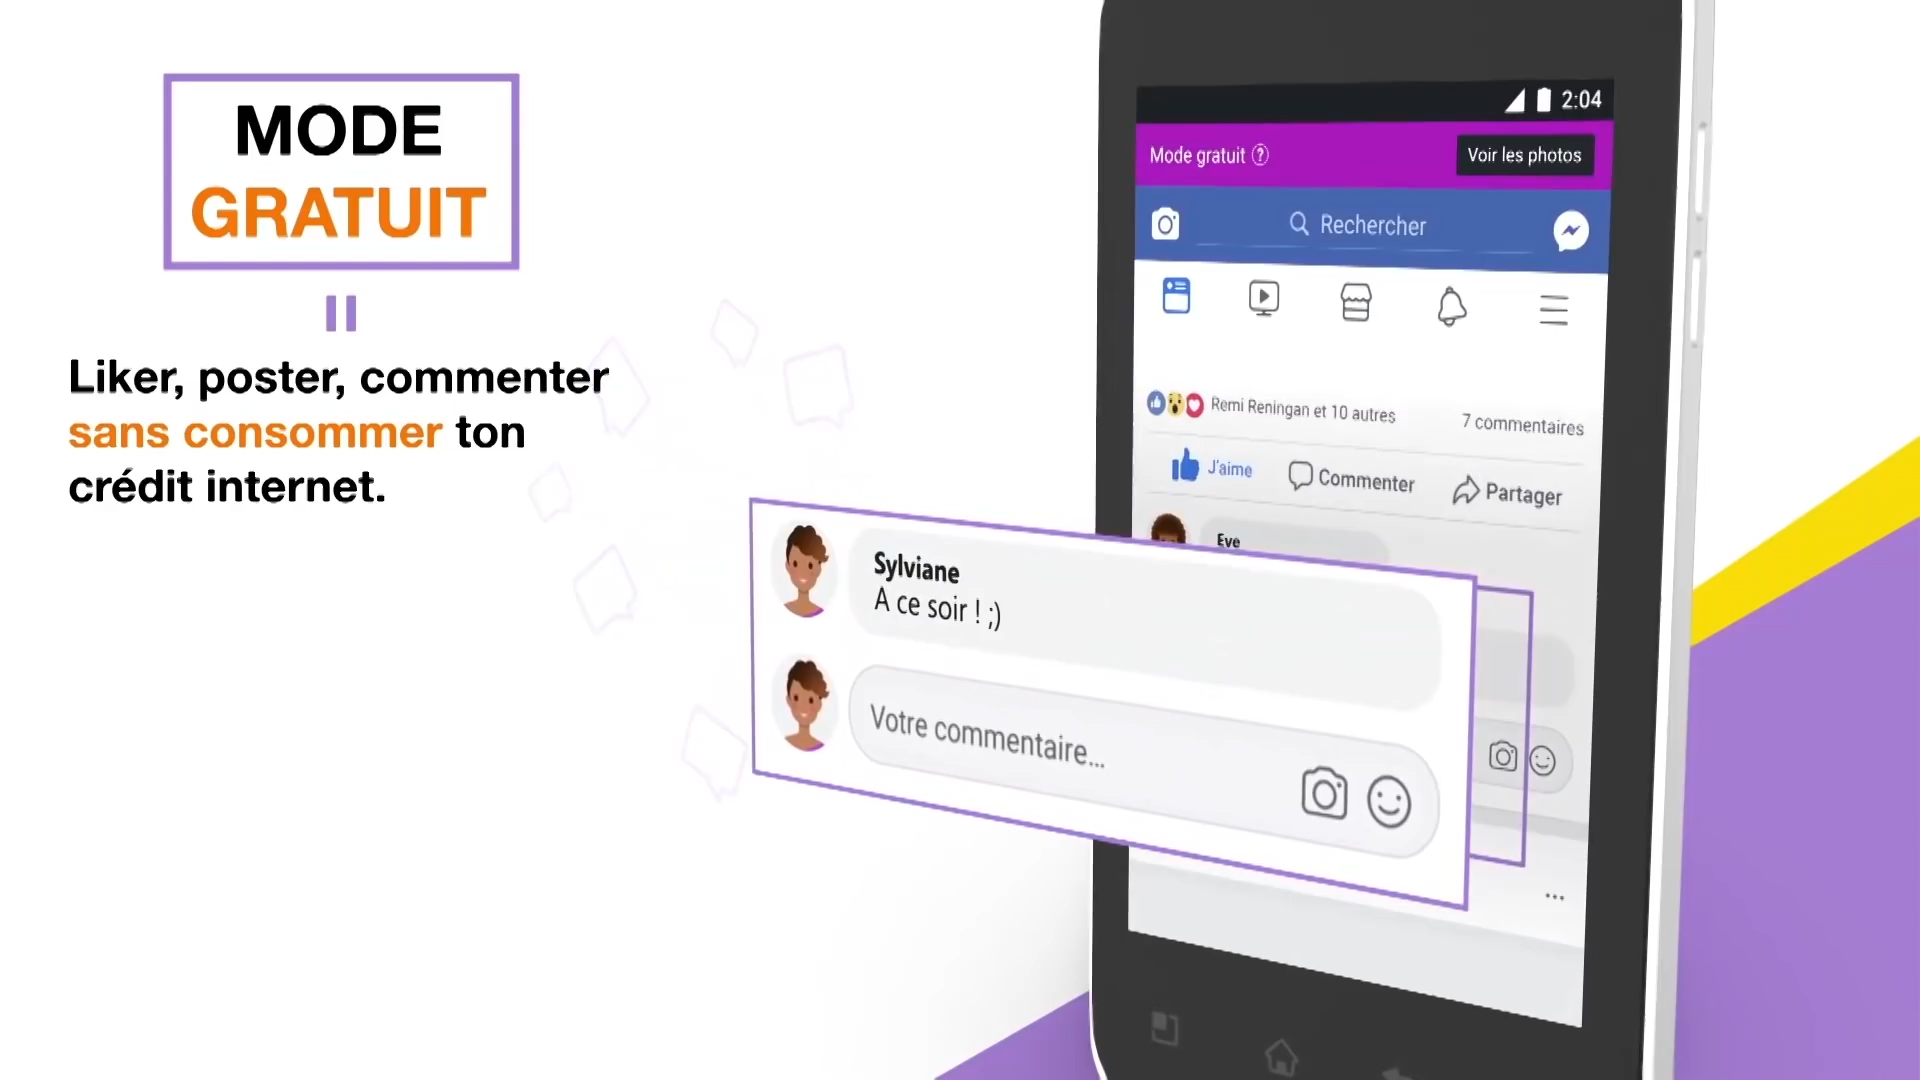 MODE
GRATUIT
Liker, poster, commenter
sans consommer ton
crédit internet.
2:04
Mode gratuit ?
Voir les photos
Rechercher
Remi Reningan et 10 autres
7 commentaires
J'aime
Commenter
Partager
Eve
Sylviane
A ce soir ! ;)
Votre commentaire...